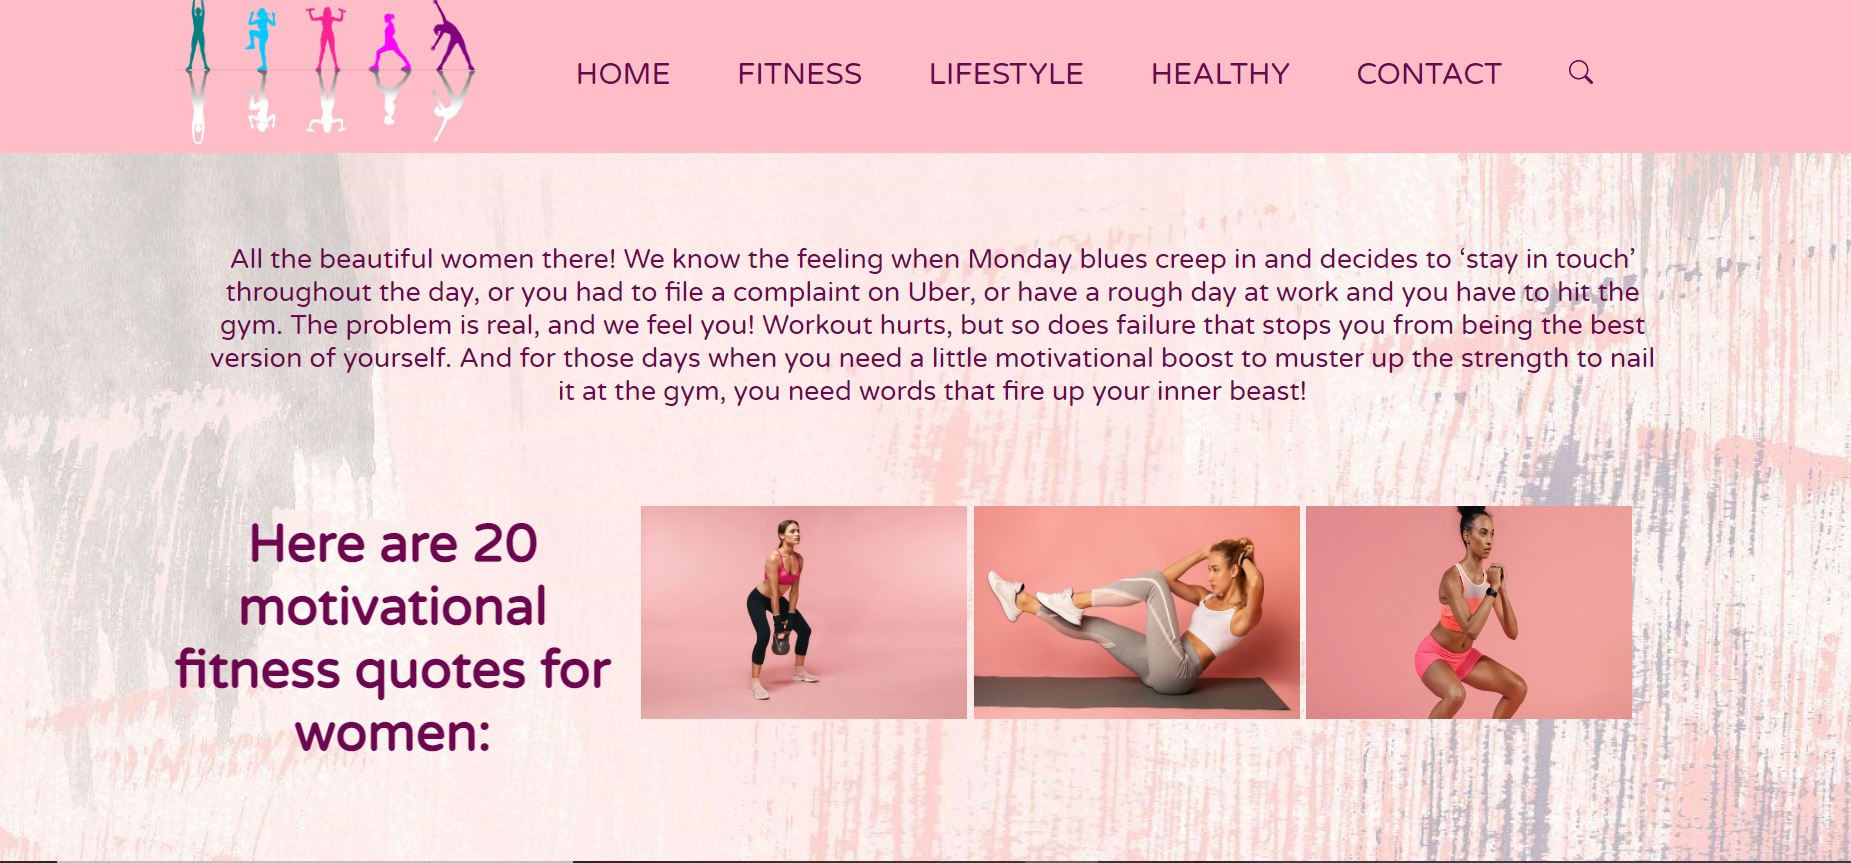 HOME FITNESS LIFESTYLE HEALTHY CONTACT
All the beautiful women there! We know the feeling when Monday blues creep in and decides to ‘stay in touch’
throughout the day, or you had to file a complaint on Uber, or have a rough day at work and you have to hit the
gym. The problem is real, and we feel you! Workout hurts, but so does failure that stops you from being the best
version of yourself. And for those days when you need a little motivational boost to muster up the strength to nail
it at the gym, you need words that fire up your inner beast!
Here are 20
motivational
fitness quotes for
women: